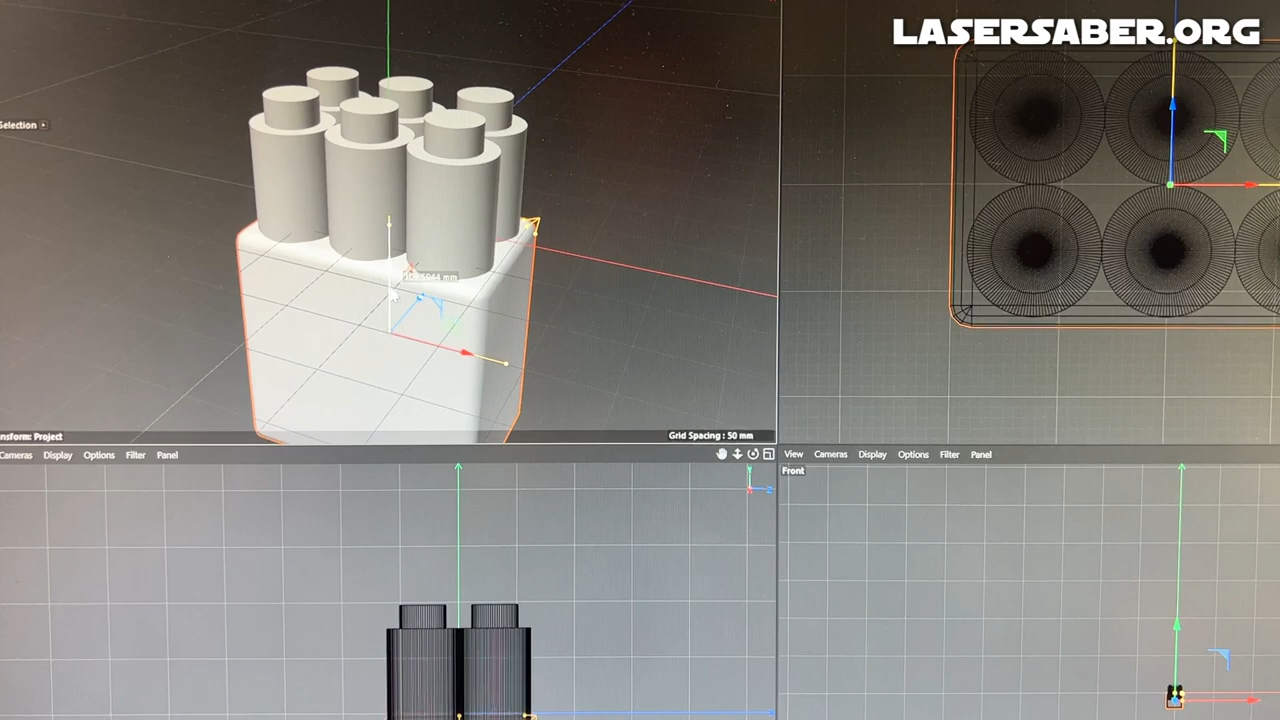 LASERSABER.ORG
Selection
nsform: Project
Grid Spacing : 50 mm
Cameras Display Options Filter Panel
View Cameras Display Options Filter Panel
Front